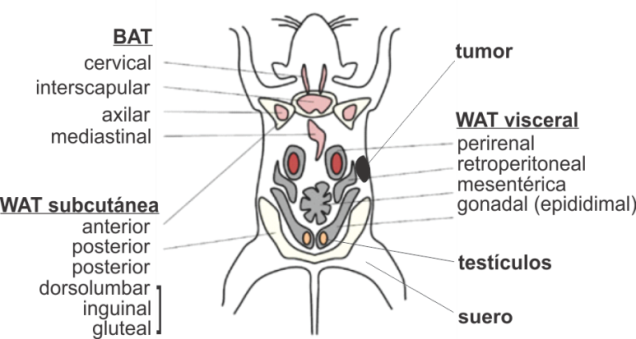 BAT
cervical
interscapular
axilar
mediastinal
WAT subcutánea
anterior
posterior
posterior
dorsolumbar
inguinal
gluteal
tumor
WAT visceral
perirenal
retroperitoneal
mesentérica
gonadal (epididimal)
testículos
suero